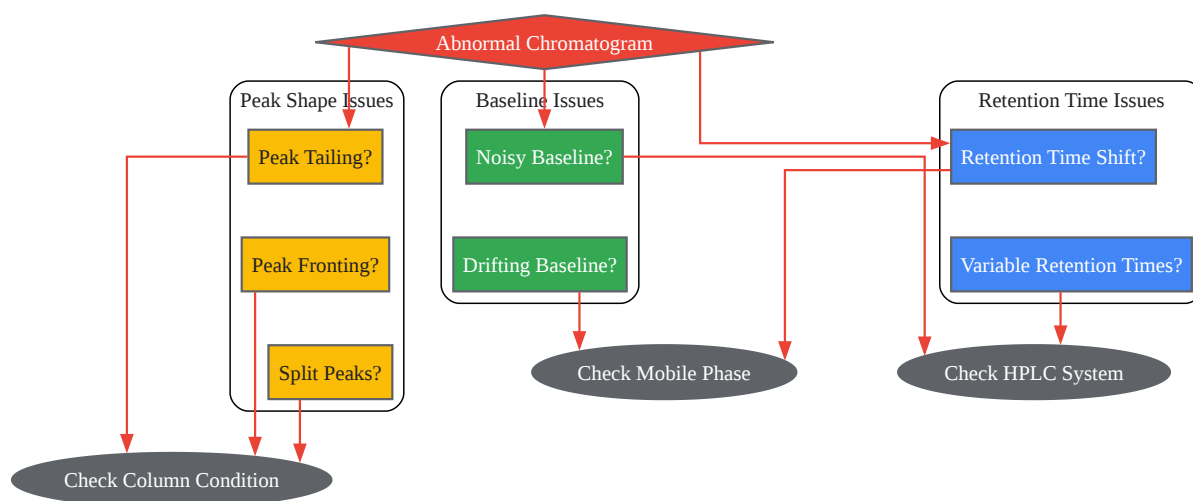 Abnormal Chromatogram
Peak Shape Issues
Baseline Issues
Retention Time Issues
Peak Tailing?
Noisy Baseline?
Retention Time Shift?
Peak Fronting?
Drifting Baseline?
Variable Retention Times?
Split Peaks?
Check Mobile Phase
Check HPLC System
Check Column Condition